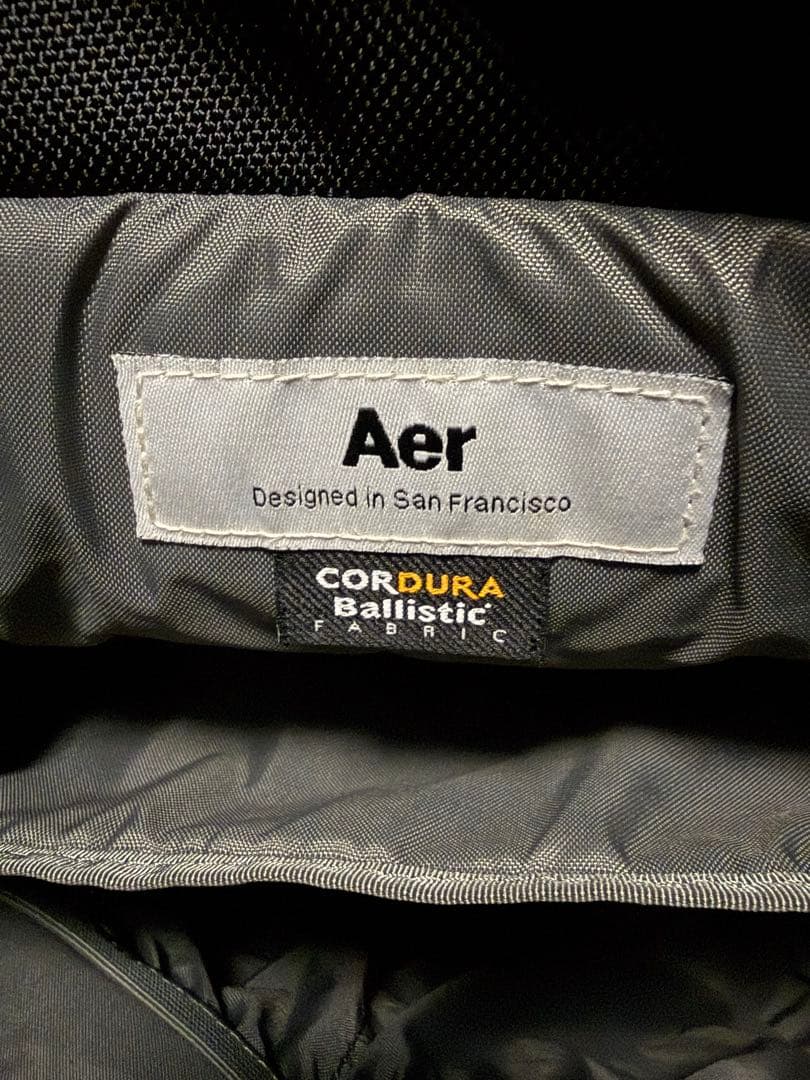 Aer
Designed in San Francisco
CORDURA
Ballistic®
FABRIC